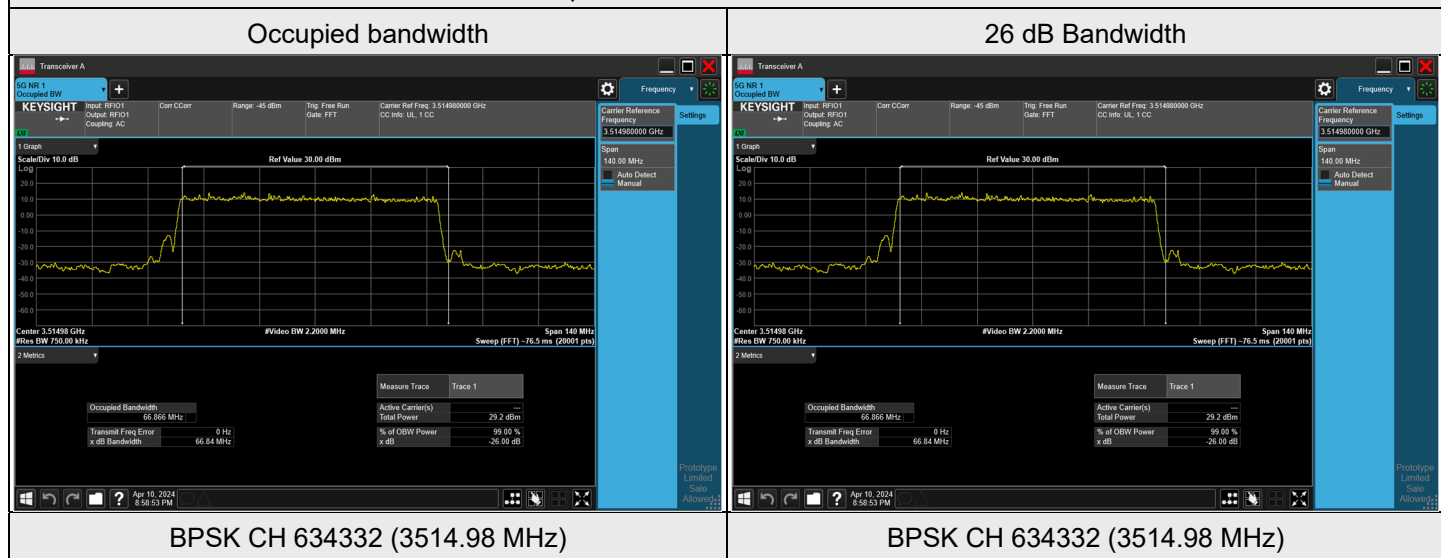 Occupied bandwidth
26 dB Bandwidth
Transceiver A
5G NR 1
Occupied BW
+
Frequency
KEYSIGHT
Input: RFIO1
Output: RFIO1
Coupling: AC
Corr CCorr
Range: -45 dBm
Trig: Free Run
Gate: FFT
Carrier Ref Freq: 3.514980000 GHz
CC Info: UL, 1 CC
LXI
Carrier Reference
Frequency
3.514980000 GHz
Settings
Span
140.00 MHz
Auto Detect
Manual
1 Graph
Scale/Div 10.0 dB
Ref Value 30.00 dBm
Log
20.0
10.0
0.00
-10.0
-20.0
-30.0
-40.0
-50.0
-60.0
Center 3.51498 GHz
#Video BW 2.2000 MHz
Span 140 MHz
#Res BW 750.00 kHz
Sweep (FFT) ~76.5 ms (20001 pts)
2 Metrics
Measure Trace Trace 1
Occupied Bandwidth
66.866 MHz
Active Carrier(s) ---
Total Power 29.2 dBm
Transmit Freq Error 0 Hz
x dB Bandwidth 66.84 MHz
% of OBW Power 99.00 %
x dB -26.00 dB
Prototype
Limited
Sale
Allowed
?
Apr 10, 2024
8:58:53 PM
Transceiver A
5G NR 1
Occupied BW
+
Frequency
KEYSIGHT
Input: RFIO1
Output: RFIO1
Coupling: AC
Corr CCorr
Range: -45 dBm
Trig: Free Run
Gate: FFT
Carrier Ref Freq: 3.514980000 GHz
CC Info: UL, 1 CC
LXI
Carrier Reference
Frequency
3.514980000 GHz
Settings
Span
140.00 MHz
Auto Detect
Manual
1 Graph
Scale/Div 10.0 dB
Ref Value 30.00 dBm
Log
20.0
10.0
0.00
-10.0
-20.0
-30.0
-40.0
-50.0
-60.0
Center 3.51498 GHz
#Video BW 2.2000 MHz
Span 140 MHz
#Res BW 750.00 kHz
Sweep (FFT) ~76.5 ms (20001 pts)
2 Metrics
Measure Trace Trace 1
Occupied Bandwidth
66.866 MHz
Active Carrier(s) ---
Total Power 29.2 dBm
Transmit Freq Error 0 Hz
x dB Bandwidth 66.84 MHz
% of OBW Power 99.00 %
x dB -26.00 dB
Prototype
Limited
Sale
Allowed
?
Apr 10, 2024
8:58:53 PM
BPSK CH 634332 (3514.98 MHz)
BPSK CH 634332 (3514.98 MHz)